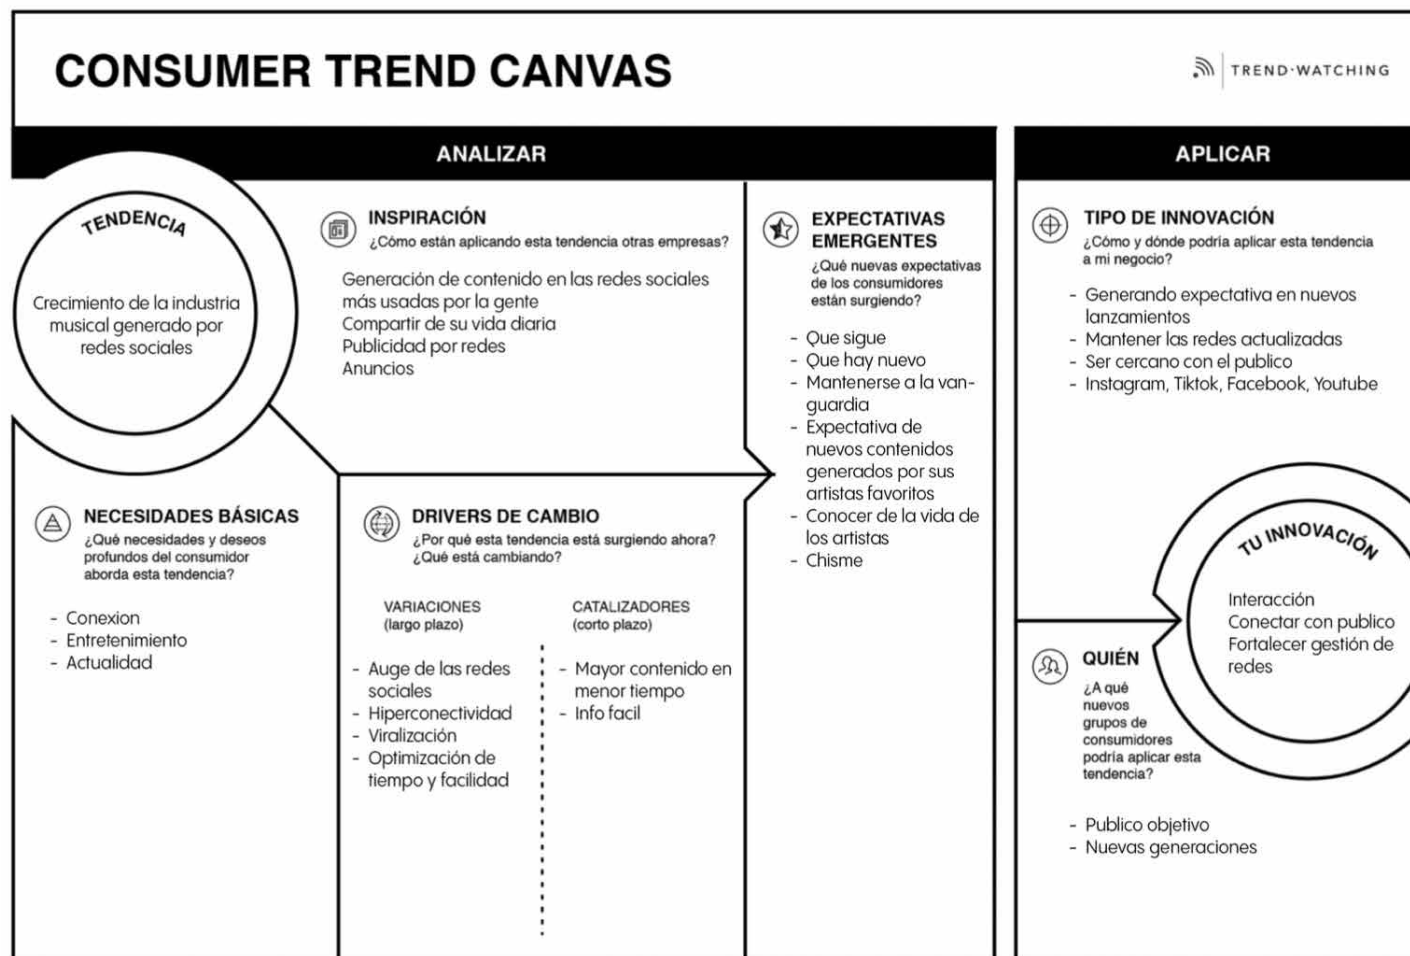 CONSUMER TREND CANVAS
TREND·WATCHING
ANALIZAR
TENDENCIA
Crecimiento de la industria
musical generado por
redes sociales
INSPIRACIÓN
¿Cómo están aplicando esta tendencia otras empresas?
Generación de contenido en las redes sociales
más usadas por la gente
Compartir de su vida diaria
Publicidad por redes
Anuncios
NECESIDADES BÁSICAS
¿Qué necesidades y deseos
profundos del consumidor
aborda esta tendencia?
- Conexion
- Entretenimiento
- Actualidad
DRIVERS DE CAMBIO
¿Por qué esta tendencia está surgiendo ahora?
¿Qué está cambiando?
VARIACIONES
(largo plazo)
- Auge de las redes
sociales
- Hiperconectividad
- Viralización
- Optimización de
tiempo y facilidad
CATALIZADORES
(corto plazo)
- Mayor contenido en
menor tiempo
- Info facil
EXPECTATIVAS
EMERGENTES
¿Qué nuevas expectativas
de los consumidores
están surgiendo?
- Que sigue
- Que hay nuevo
- Mantenerse a la van-
guardia
- Expectativa de
nuevos contenidos
generados por sus
artistas favoritos
- Conocer de la vida de
los artistas
- Chisme
APLICAR
TIPO DE INNOVACIÓN
¿Cómo y dónde podría aplicar esta tendencia
a mi negocio?
- Generando expectativa en nuevos
lanzamientos
- Mantener las redes actualizadas
- Ser cercano con el publico
- Instagram, Tiktok, Facebook, Youtube
TU INNOVACIÓN
Interacción
Conectar con publico
Fortalecer gestión de
redes
QUIÉN
¿A qué
nuevos
grupos de
consumidores
podría aplicar esta
tendencia?
- Publico objetivo
- Nuevas generaciones